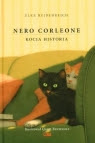 ELKE HEIDENREICH
NERO CORLEONE
KOCIA HISTORIA